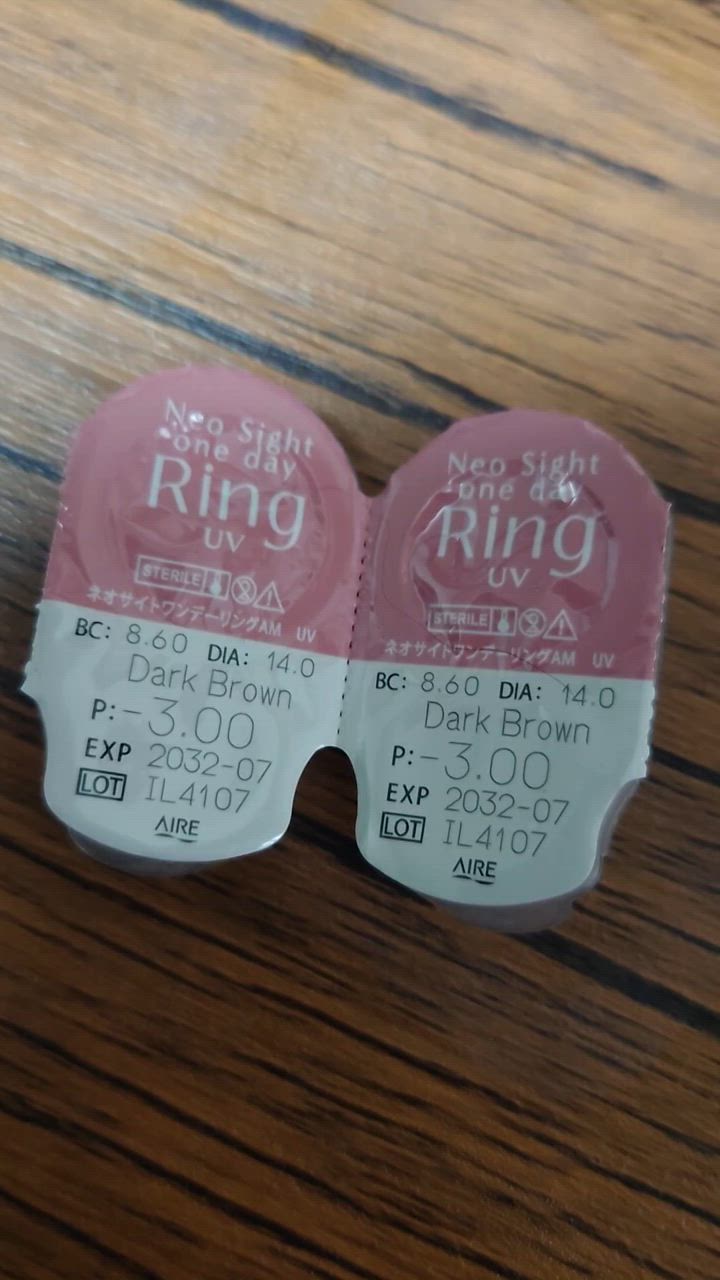 Neo Sight
one day
Ring
UV
STERILE
ネオサイトワンデーリングAM UV
BC: 8.60 DIA: 14.0
Dark Brown
P:-3.00
EXP 2032-07
LOT IL4107
AIRE
Neo Sight
one day
Ring
UV
STERILE
ネオサイトワンデーリングAM UV
BC: 8.60 DIA: 14.0
Dark Brown
P:-3.00
EXP 2032-07
LOT IL4107
AIRE